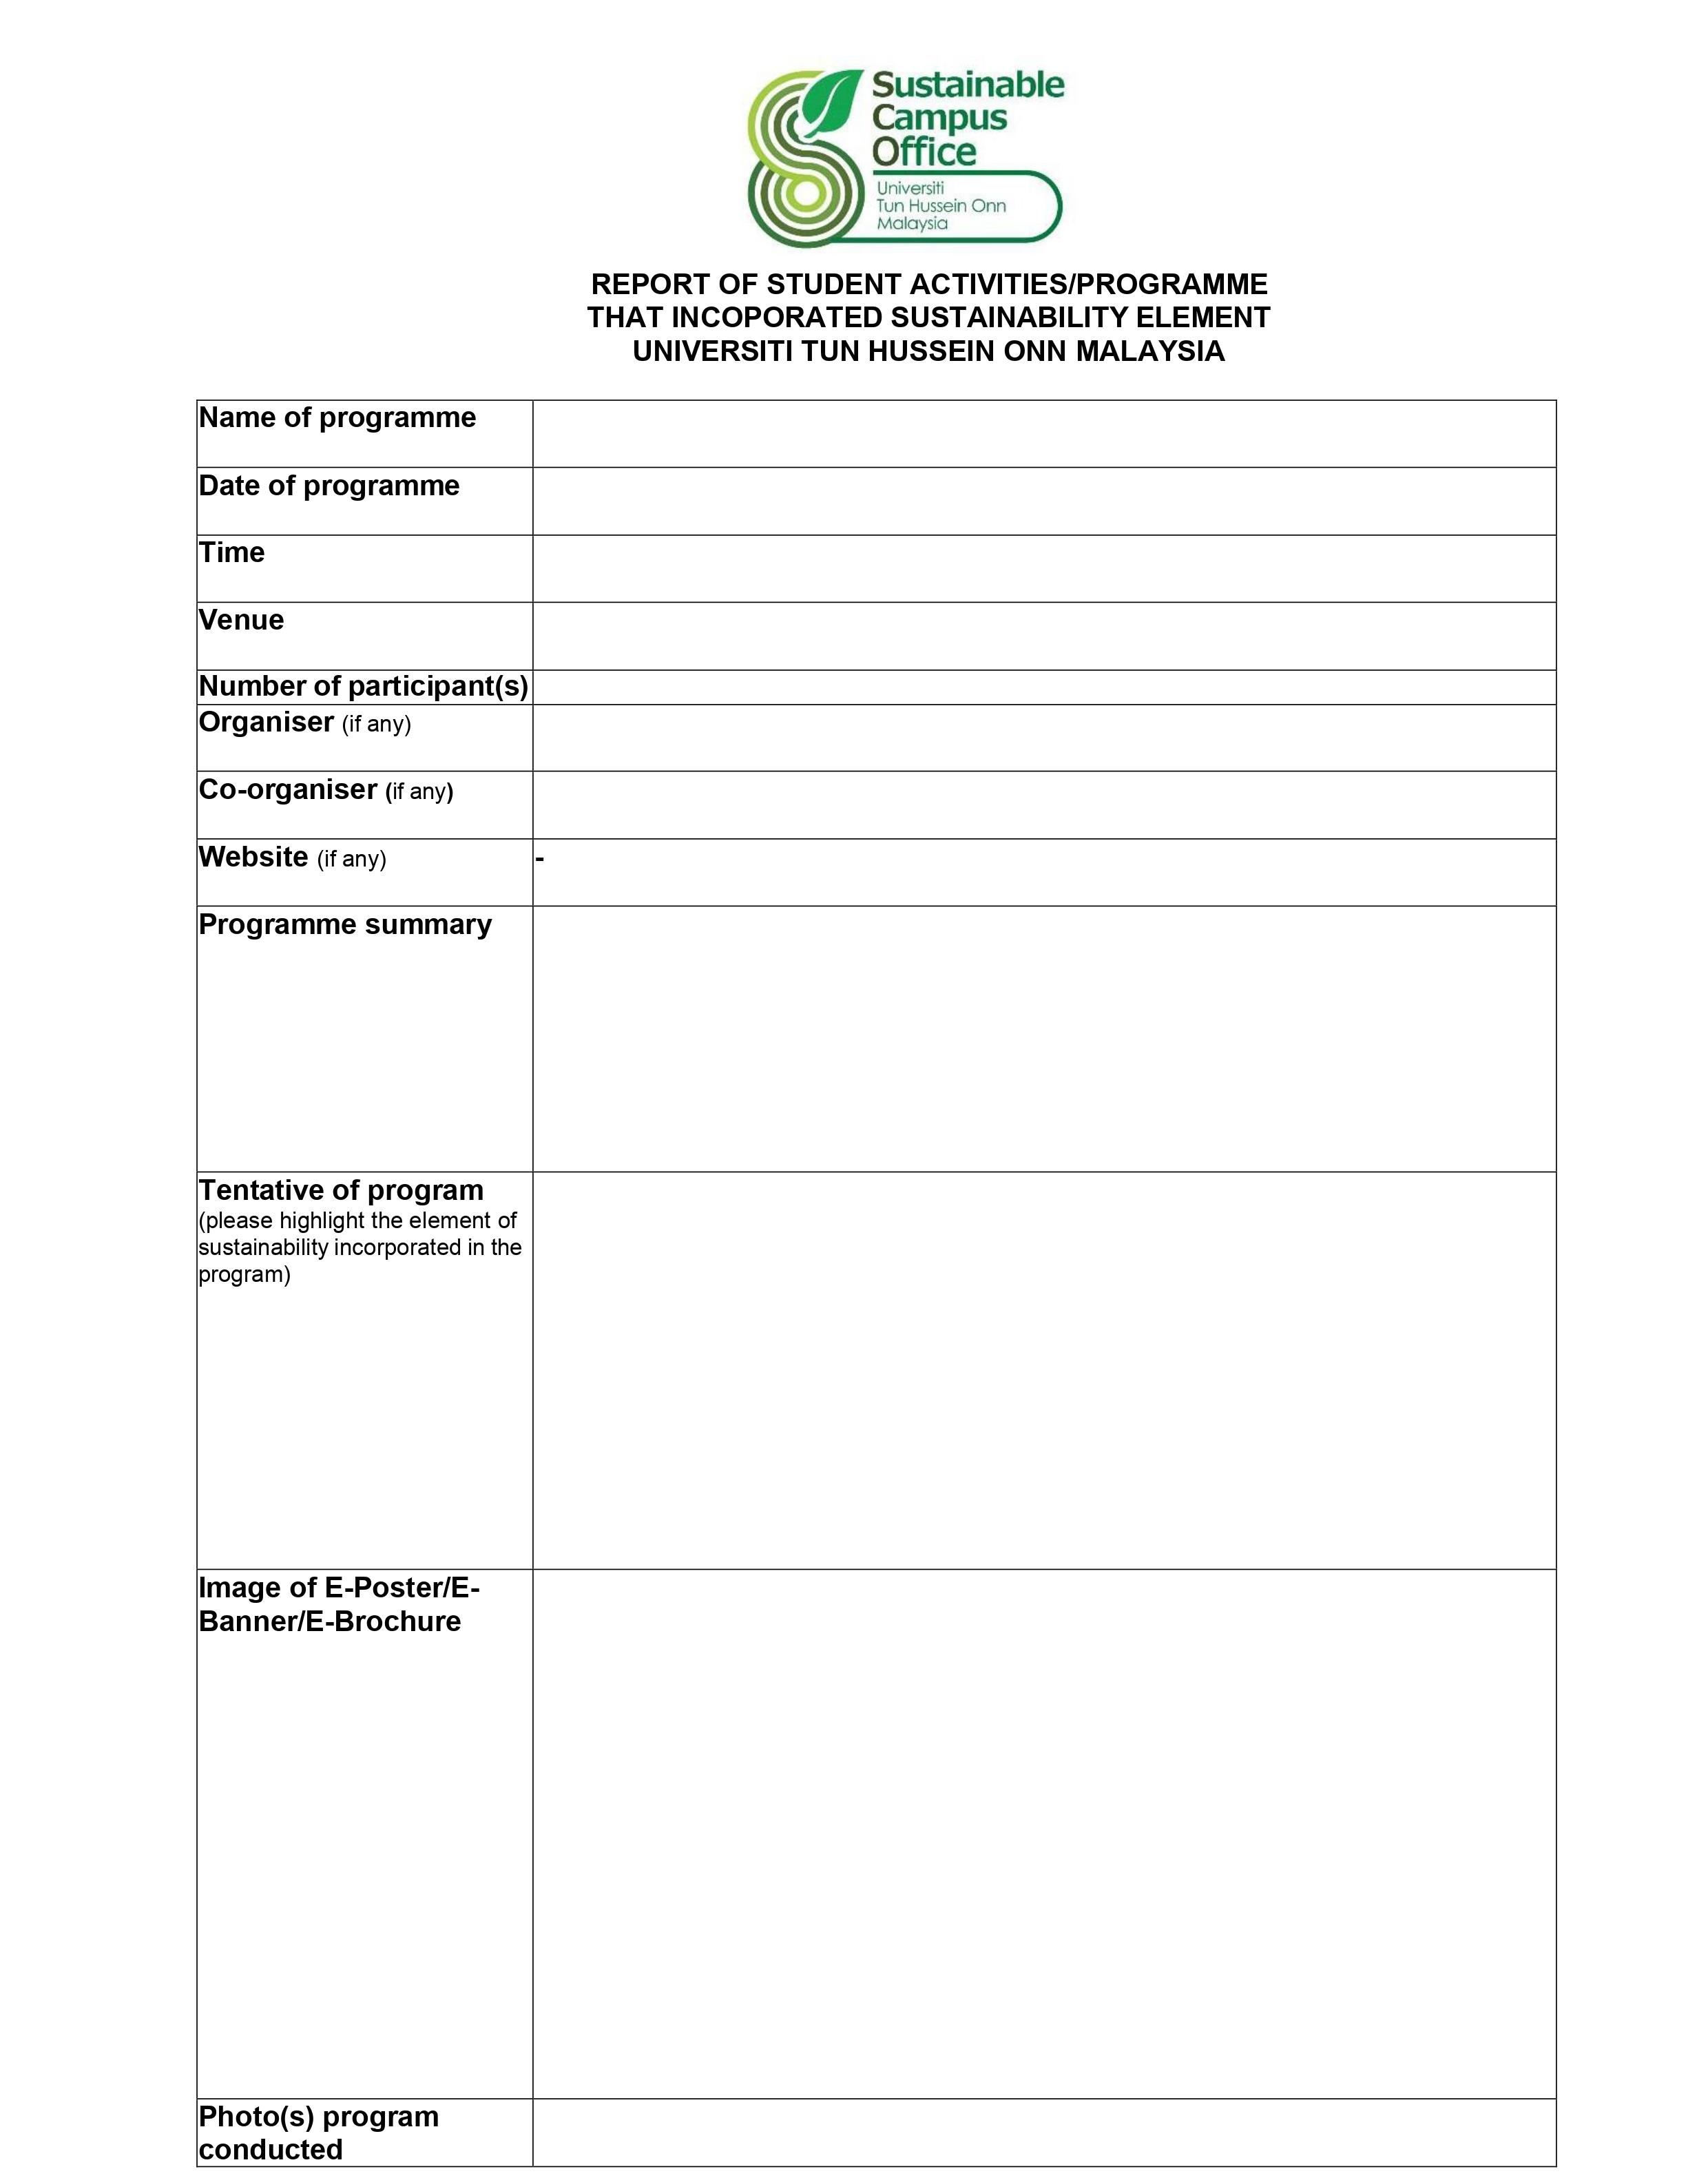 Sustainable
Campus
Office
Universiti
Tun Hussein Onn
Malaysia
REPORT OF STUDENT ACTIVITIES/PROGRAMME
THAT INCOPORATED SUSTAINABILITY ELEMENT
UNIVERSITI TUN HUSSEIN ONN MALAYSIA
Name of programme
Date of programme
Time
Venue
Number of participant(s)
Organiser (if any)
Co-organiser (if any)
Website (if any) -
Programme summary
Tentative of program
(please highlight the element of
sustainability incorporated in the
program)
Image of E-Poster/E-
Banner/E-Brochure
Photo(s) program
conducted